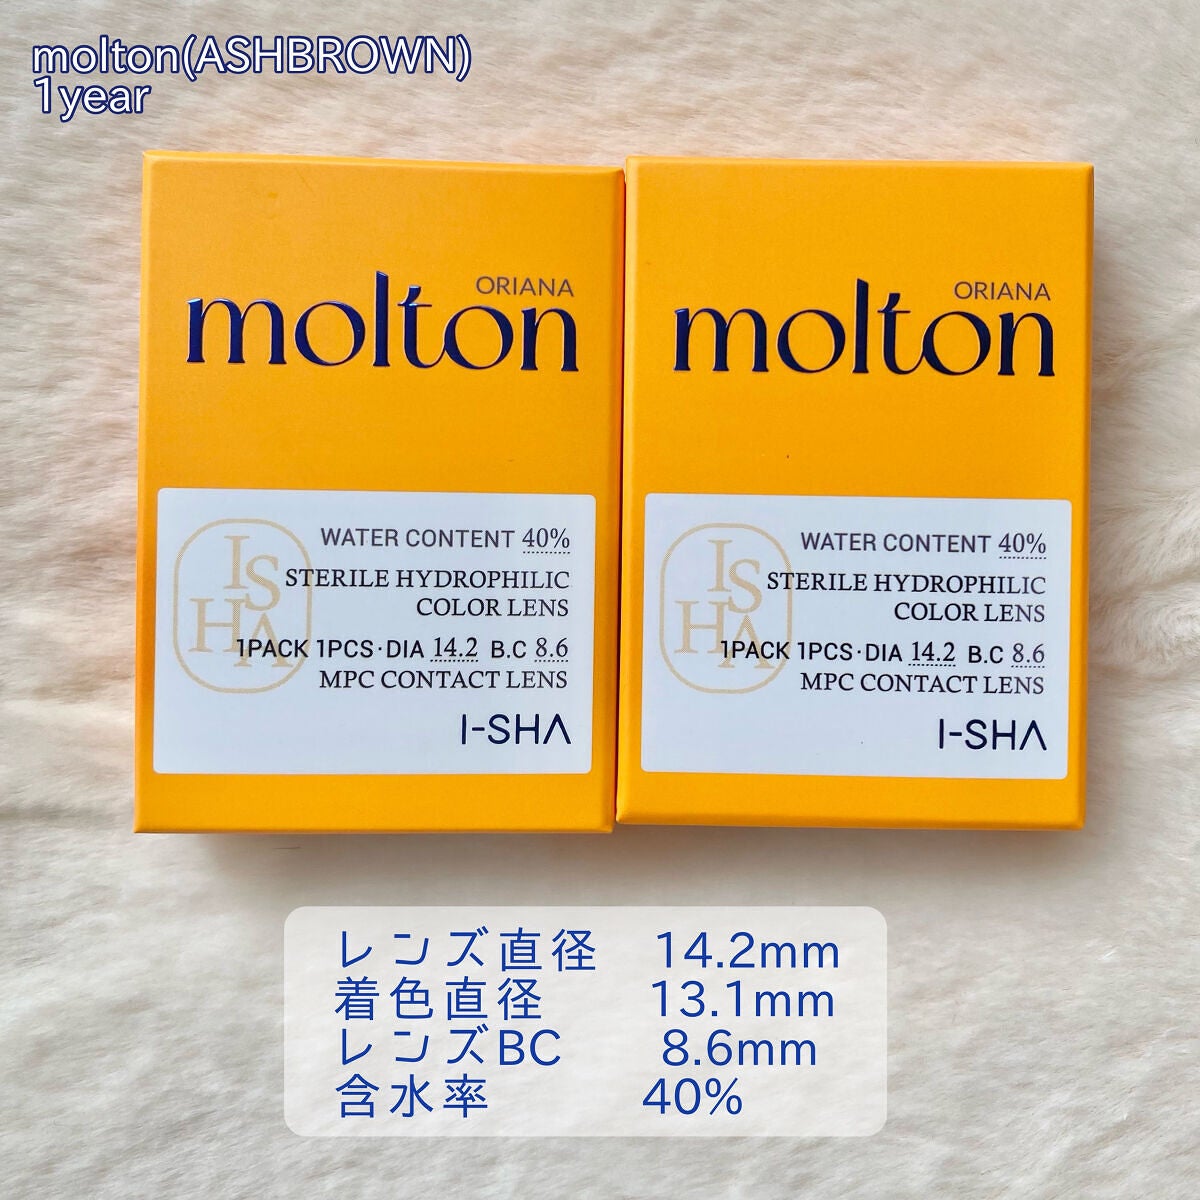 molton(ASHBROWN)
1year
ORIANA
molton
I S
H A
WATER CONTENT 40%
STERILE HYDROPHILIC
COLOR LENS
1PACK 1PCS·DIA 14.2 B.C 8.6
MPC CONTACT LENS
I-SHA
ORIANA
molton
I S
H A
WATER CONTENT 40%
STERILE HYDROPHILIC
COLOR LENS
1PACK 1PCS·DIA 14.2 B.C 8.6
MPC CONTACT LENS
I-SHA
レンズ直径 14.2mm
着色直径 13.1mm
レンズBC 8.6mm
含水率 40%